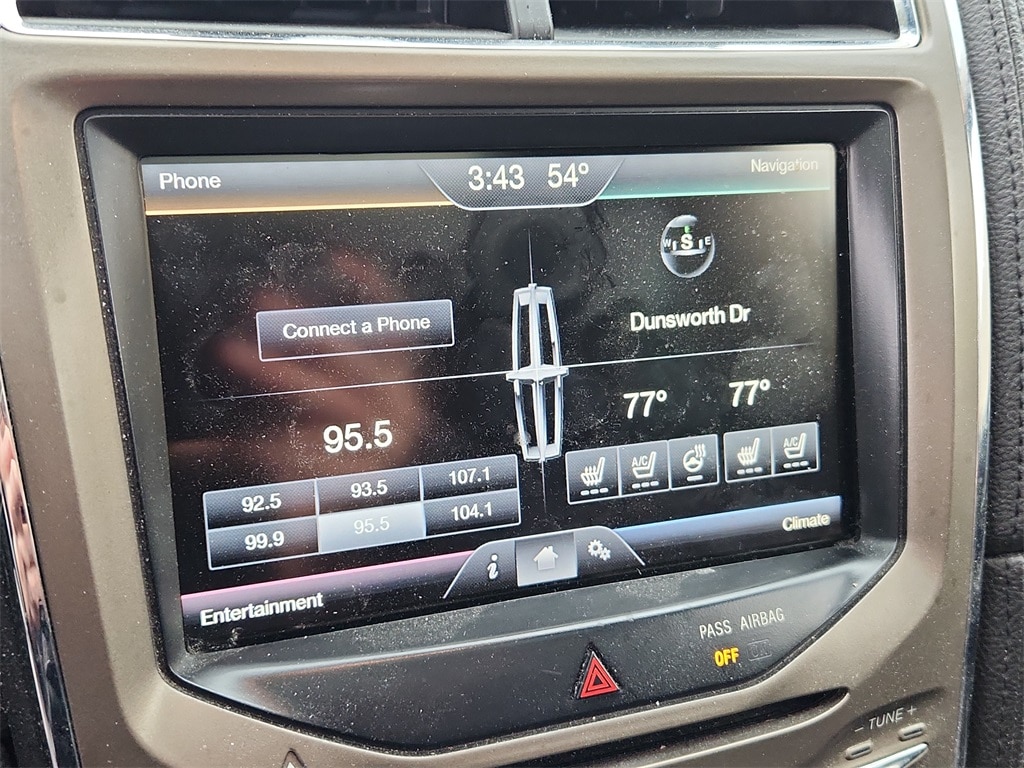 Phone
3:43 54°
Navigation
W S E
Connect a Phone
Dunsworth Dr
95.5
77° 77°
A/C A/C
92.5 93.5 107.1
99.9 95.5 104.1
Climate
i
Entertainment
PASS AIRBAG
OFF ON
– TUNE +